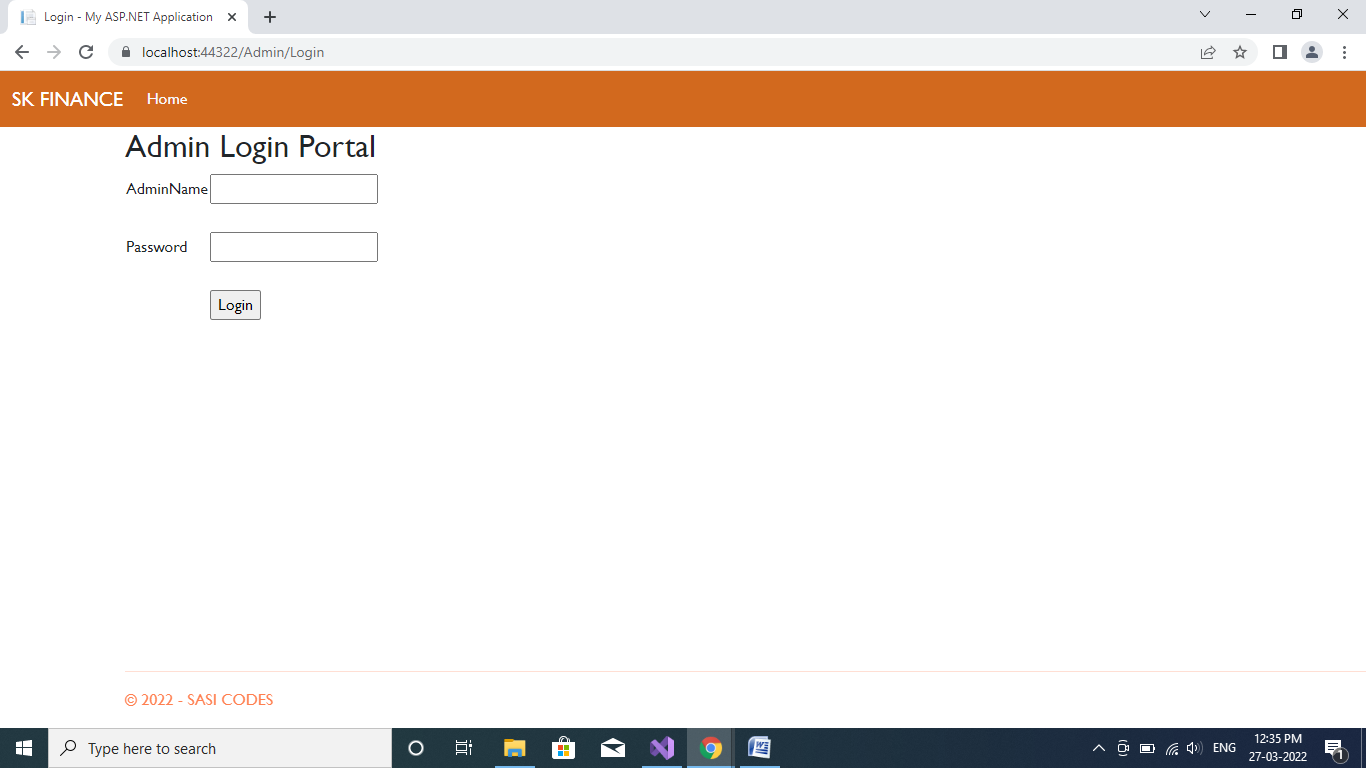 Login - My ASP.NET Application
localhost:44322/Admin/Login
SK FINANCE Home
Admin Login Portal
AdminName
Password
Login
© 2022 - SASI CODES
Type here to search
ENG
12:35 PM
27-03-2022
1